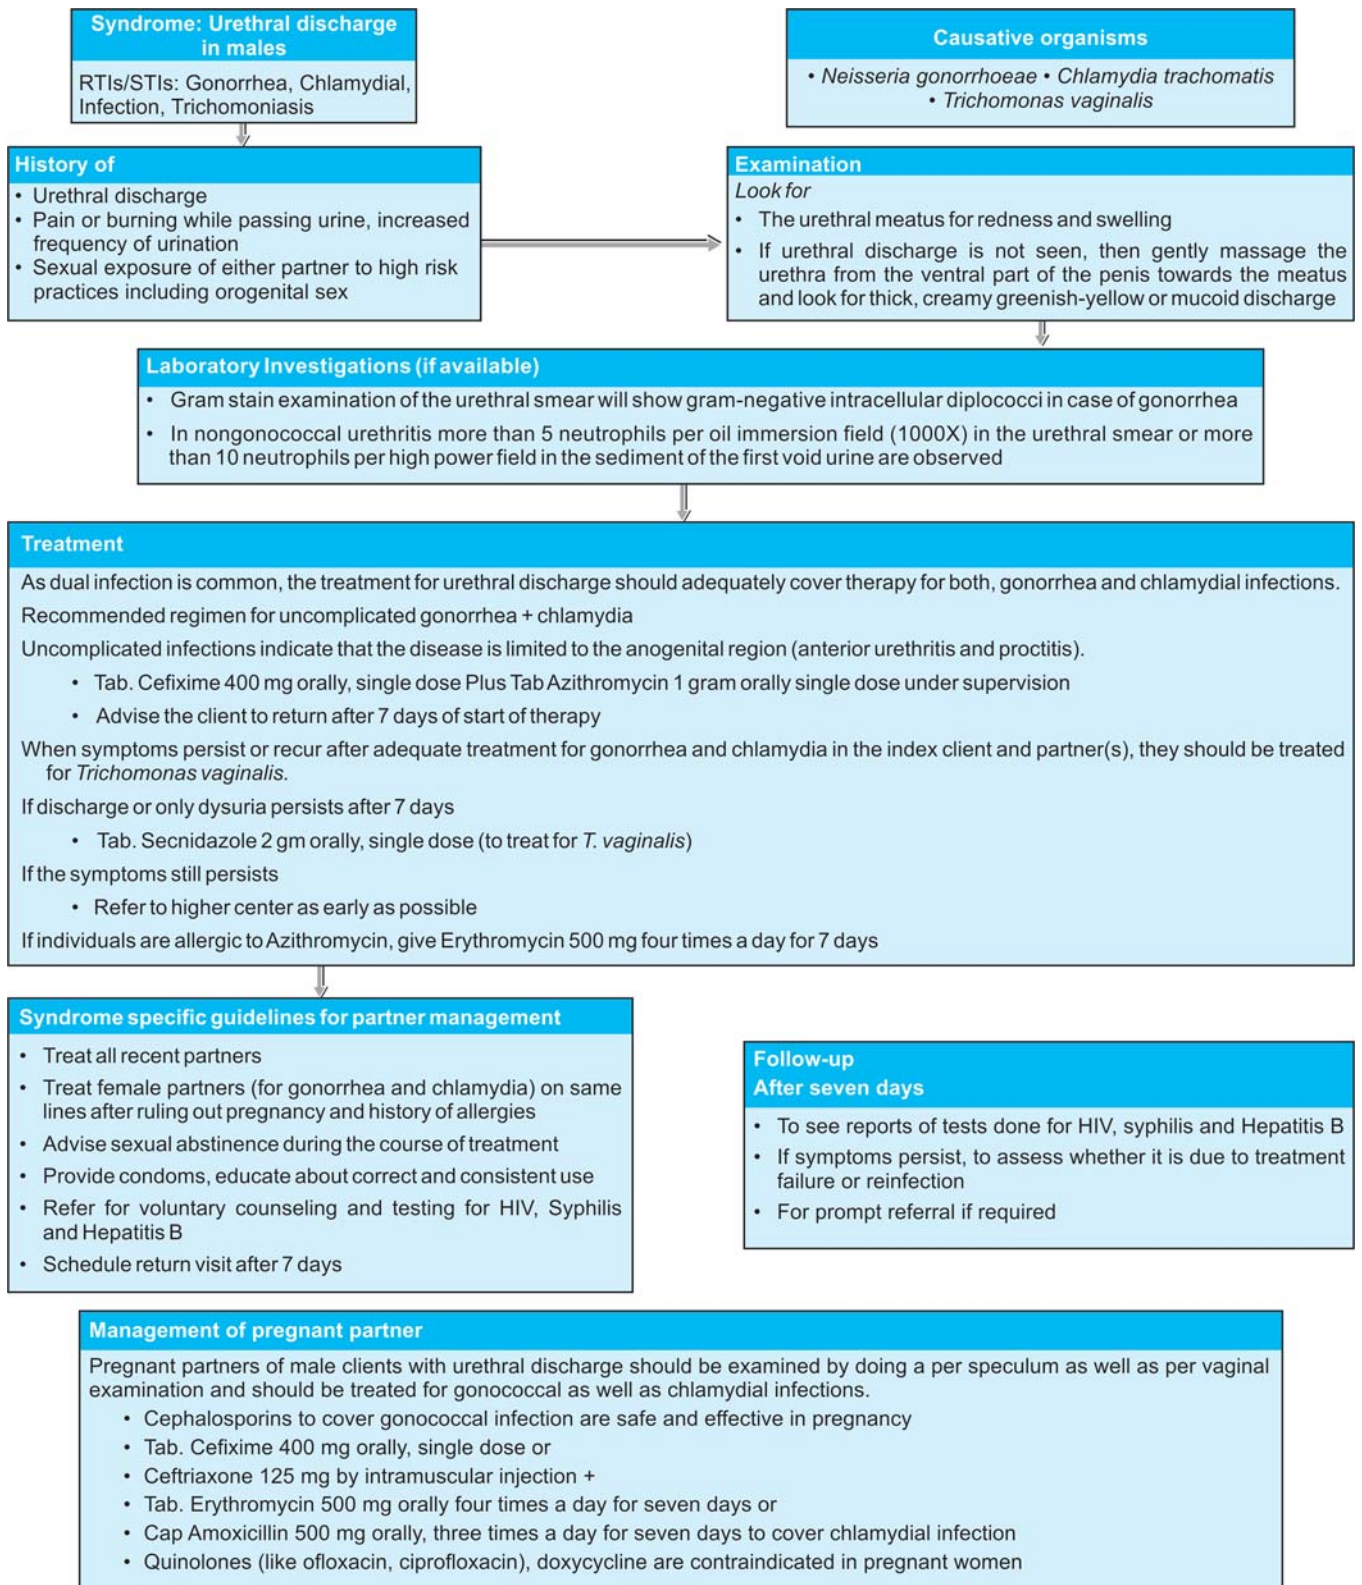 Syndrome: Urethral discharge
in males
RTIs/STIs: Gonorrhea, Chlamydial,
Infection, Trichomoniasis
Causative organisms
• Neisseria gonorrhoeae • Chlamydia trachomatis
• Trichomonas vaginalis
History of
• Urethral discharge
• Pain or burning while passing urine, increased
frequency of urination
• Sexual exposure of either partner to high risk
practices including orogenital sex
Examination
Look for
• The urethral meatus for redness and swelling
• If urethral discharge is not seen, then gently massage the
urethra from the ventral part of the penis towards the meatus
and look for thick, creamy greenish-yellow or mucoid discharge
Laboratory Investigations (if available)
• Gram stain examination of the urethral smear will show gram-negative intracellular diplococci in case of gonorrhea
• In nongonococcal urethritis more than 5 neutrophils per oil immersion field (1000X) in the urethral smear or more
than 10 neutrophils per high power field in the sediment of the first void urine are observed
Treatment
As dual infection is common, the treatment for urethral discharge should adequately cover therapy for both, gonorrhea and chlamydial infections.
Recommended regimen for uncomplicated gonorrhea + chlamydia
Uncomplicated infections indicate that the disease is limited to the anogenital region (anterior urethritis and proctitis).
• Tab. Cefixime 400 mg orally, single dose Plus Tab Azithromycin 1 gram orally single dose under supervision
• Advise the client to return after 7 days of start of therapy
When symptoms persist or recur after adequate treatment for gonorrhea and chlamydia in the index client and partner(s), they should be treated
for Trichomonas vaginalis.
If discharge or only dysuria persists after 7 days
• Tab. Secnidazole 2 gm orally, single dose (to treat for T. vaginalis)
If the symptoms still persists
• Refer to higher center as early as possible
If individuals are allergic to Azithromycin, give Erythromycin 500 mg four times a day for 7 days
Syndrome specific guidelines for partner management
• Treat all recent partners
• Treat female partners (for gonorrhea and chlamydia) on same
lines after ruling out pregnancy and history of allergies
• Advise sexual abstinence during the course of treatment
• Provide condoms, educate about correct and consistent use
• Refer for voluntary counseling and testing for HIV, Syphilis
and Hepatitis B
• Schedule return visit after 7 days
Follow-up
After seven days
• To see reports of tests done for HIV, syphilis and Hepatitis B
• If symptoms persist, to assess whether it is due to treatment
failure or reinfection
• For prompt referral if required
Management of pregnant partner
Pregnant partners of male clients with urethral discharge should be examined by doing a per speculum as well as per vaginal
examination and should be treated for gonococcal as well as chlamydial infections.
• Cephalosporins to cover gonococcal infection are safe and effective in pregnancy
• Tab. Cefixime 400 mg orally, single dose or
• Ceftriaxone 125 mg by intramuscular injection +
• Tab. Erythromycin 500 mg orally four times a day for seven days or
• Cap Amoxicillin 500 mg orally, three times a day for seven days to cover chlamydial infection
• Quinolones (like ofloxacin, ciprofloxacin), doxycycline are contraindicated in pregnant women